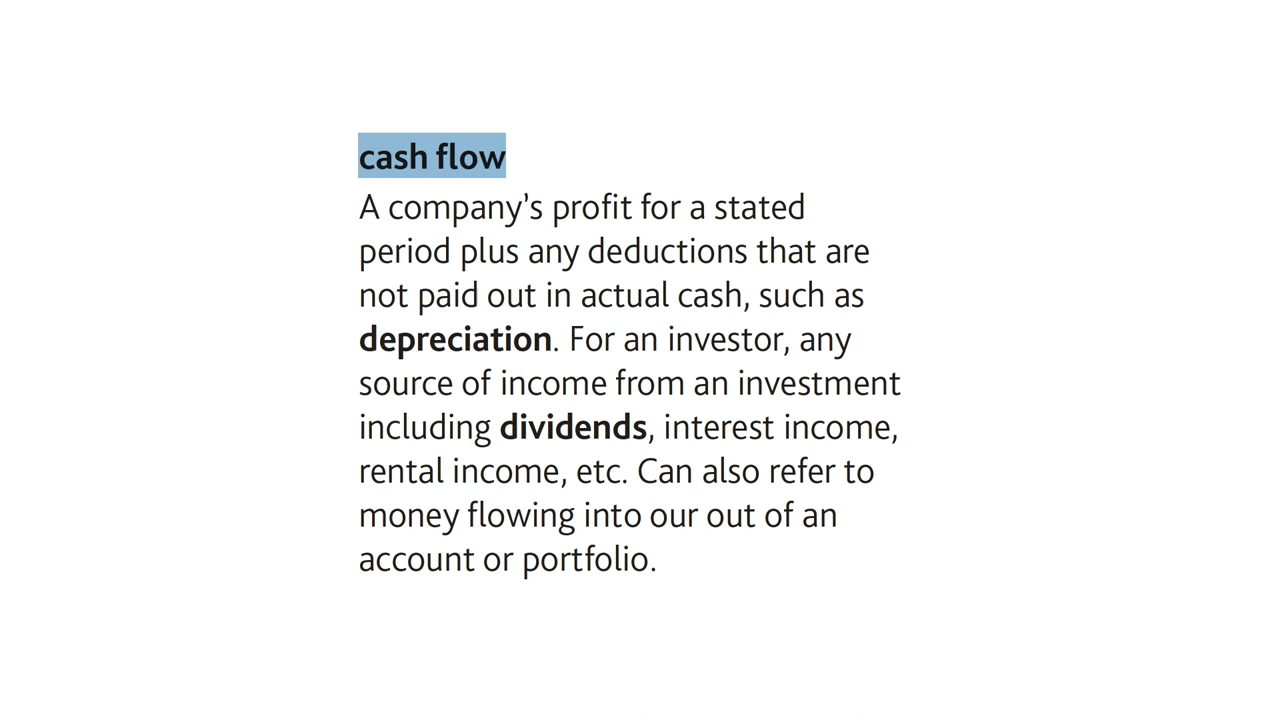 cash flow
A company’s profit for a stated
period plus any deductions that are
not paid out in actual cash, such as
depreciation. For an investor, any
source of income from an investment
including dividends, interest income,
rental income, etc. Can also refer to
money flowing into our out of an
account or portfolio.